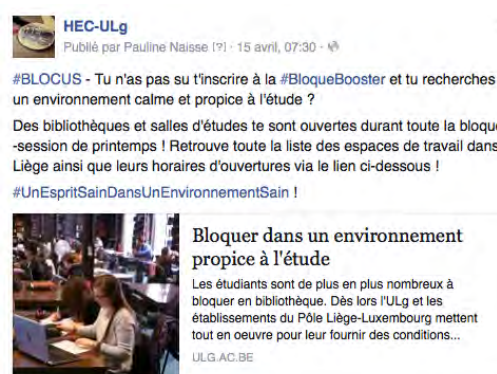 HEC-ULg
Publié par Pauline Naisse [?] · 15 avril, 07:30 ·
#BLOCUS - Tu n'as pas su t'inscrire à la #BloqueBooster et tu recherches
un environnement calme et propice à l'étude ?
Des bibliothèques et salles d'études te sont ouvertes durant toute la bloque
-session de printemps ! Retrouve toute la liste des espaces de travail dans
Liège ainsi que leurs horaires d'ouvertures via le lien ci-dessous !
#UnEspritSainDansUnEnvironnementSain !
Bloquer dans un environnement
propice à l'étude
Les étudiants sont de plus en plus nombreux à
bloquer en bibliothèque. Dès lors l'ULg et les
établissements du Pôle Liège-Luxembourg mettent
tout en oeuvre pour leur fournir des conditions...
ULG.AC.BE